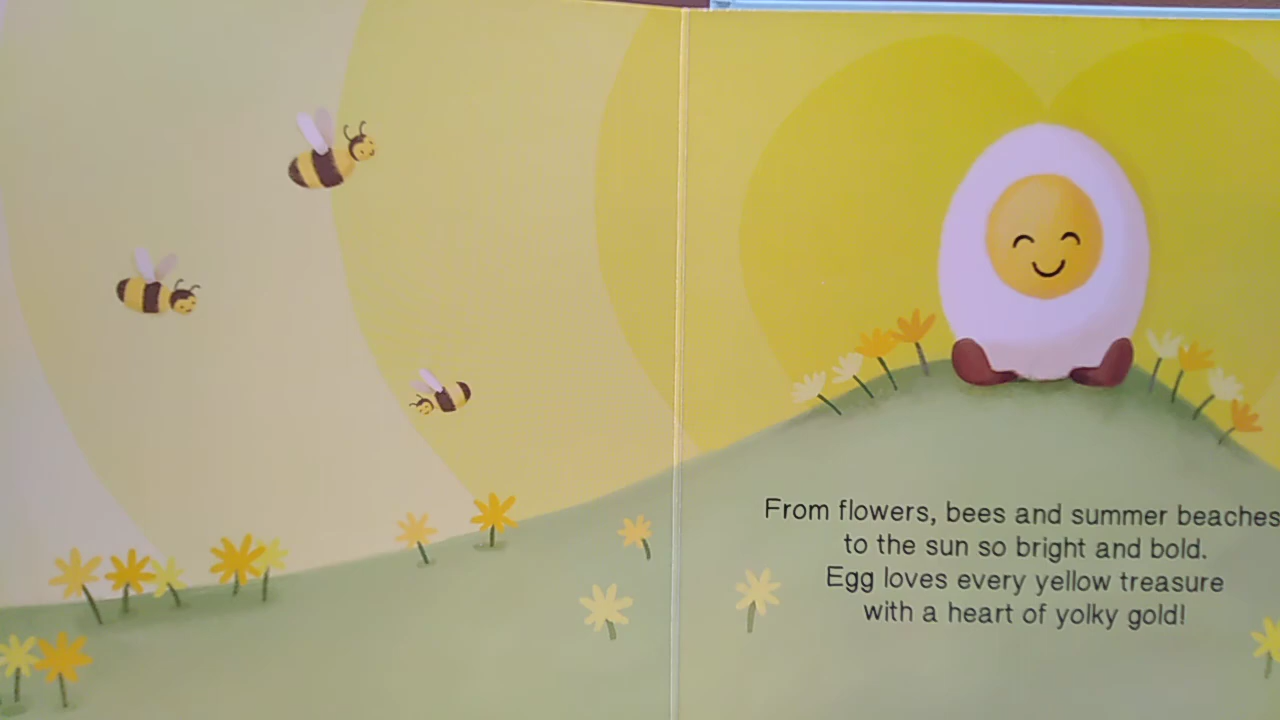 From flowers, bees and summer beaches
to the sun so bright and bold.
Egg loves every yellow treasure
with a heart of yolky gold!